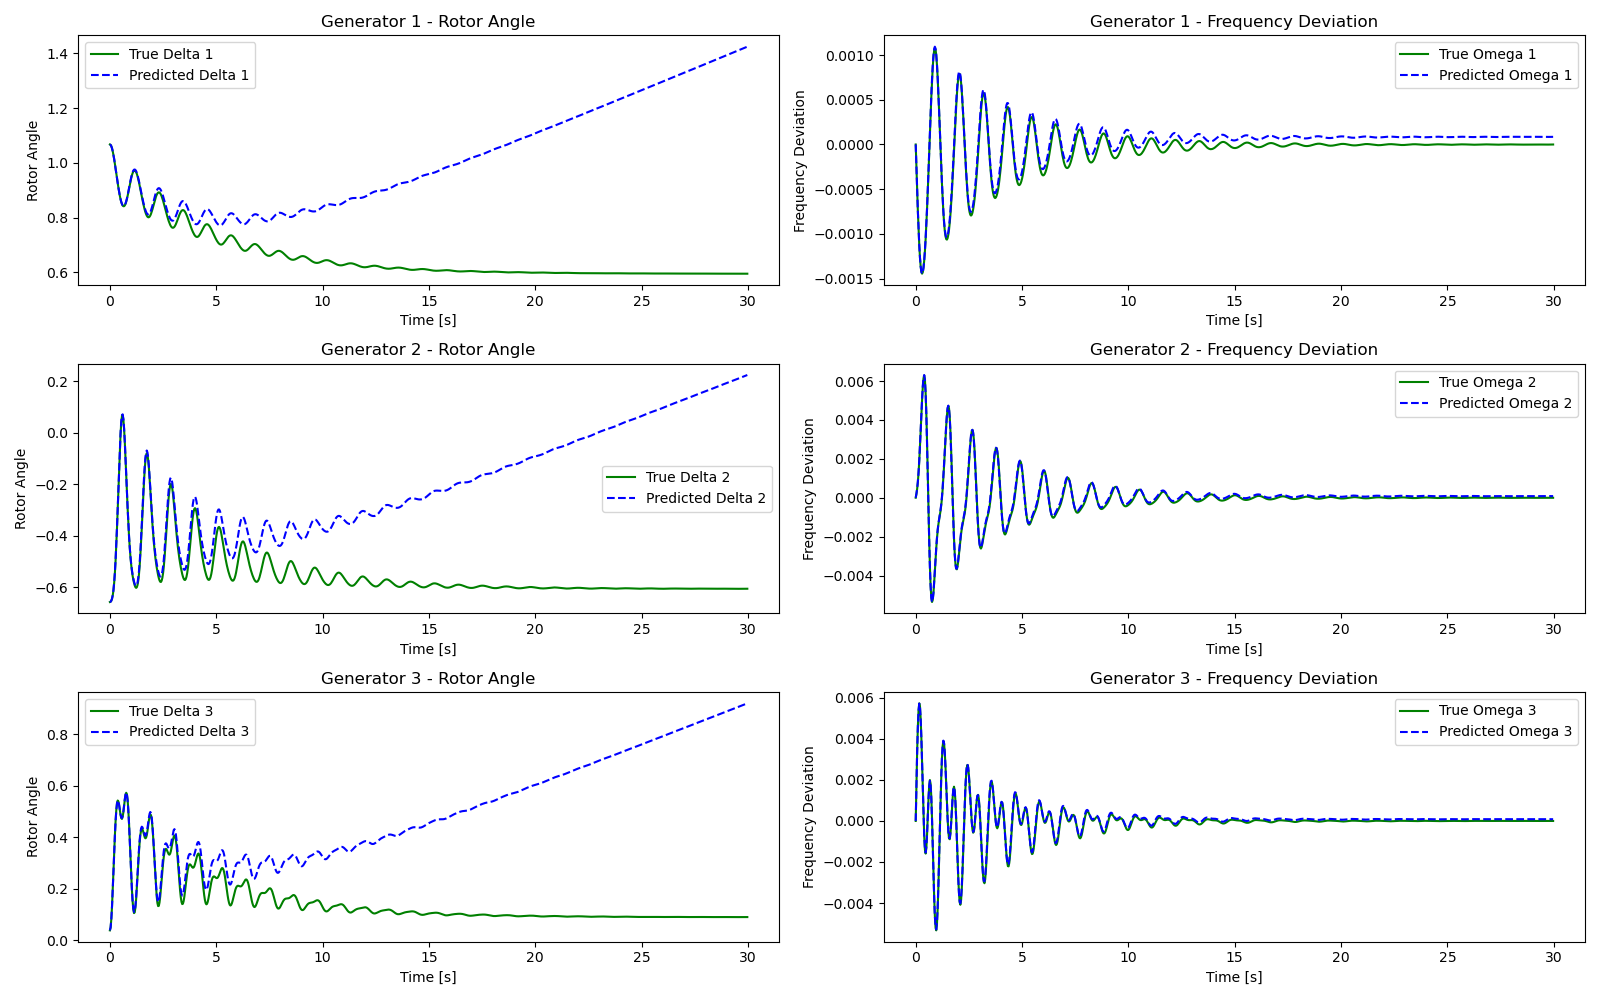 Generator 1 - Rotor Angle
True Delta 1
Predicted Delta 1
Rotor Angle
1.4
1.2
1.0
0.8
0.6
0 5 10 15 20 25 30
Time [s]
Generator 1 - Frequency Deviation
True Omega 1
Predicted Omega 1
Frequency Deviation
0.0010
0.0005
0.0000
−0.0005
−0.0010
−0.0015
0 5 10 15 20 25 30
Time [s]
Generator 2 - Rotor Angle
True Delta 2
Predicted Delta 2
Rotor Angle
0.2
0.0
−0.2
−0.4
−0.6
0 5 10 15 20 25 30
Time [s]
Generator 2 - Frequency Deviation
True Omega 2
Predicted Omega 2
Frequency Deviation
0.006
0.004
0.002
0.000
−0.002
−0.004
0 5 10 15 20 25 30
Time [s]
Generator 3 - Rotor Angle
True Delta 3
Predicted Delta 3
Rotor Angle
0.8
0.6
0.4
0.2
0.0
0 5 10 15 20 25 30
Time [s]
Generator 3 - Frequency Deviation
True Omega 3
Predicted Omega 3
Frequency Deviation
0.006
0.004
0.002
0.000
−0.002
−0.004
0 5 10 15 20 25 30
Time [s]